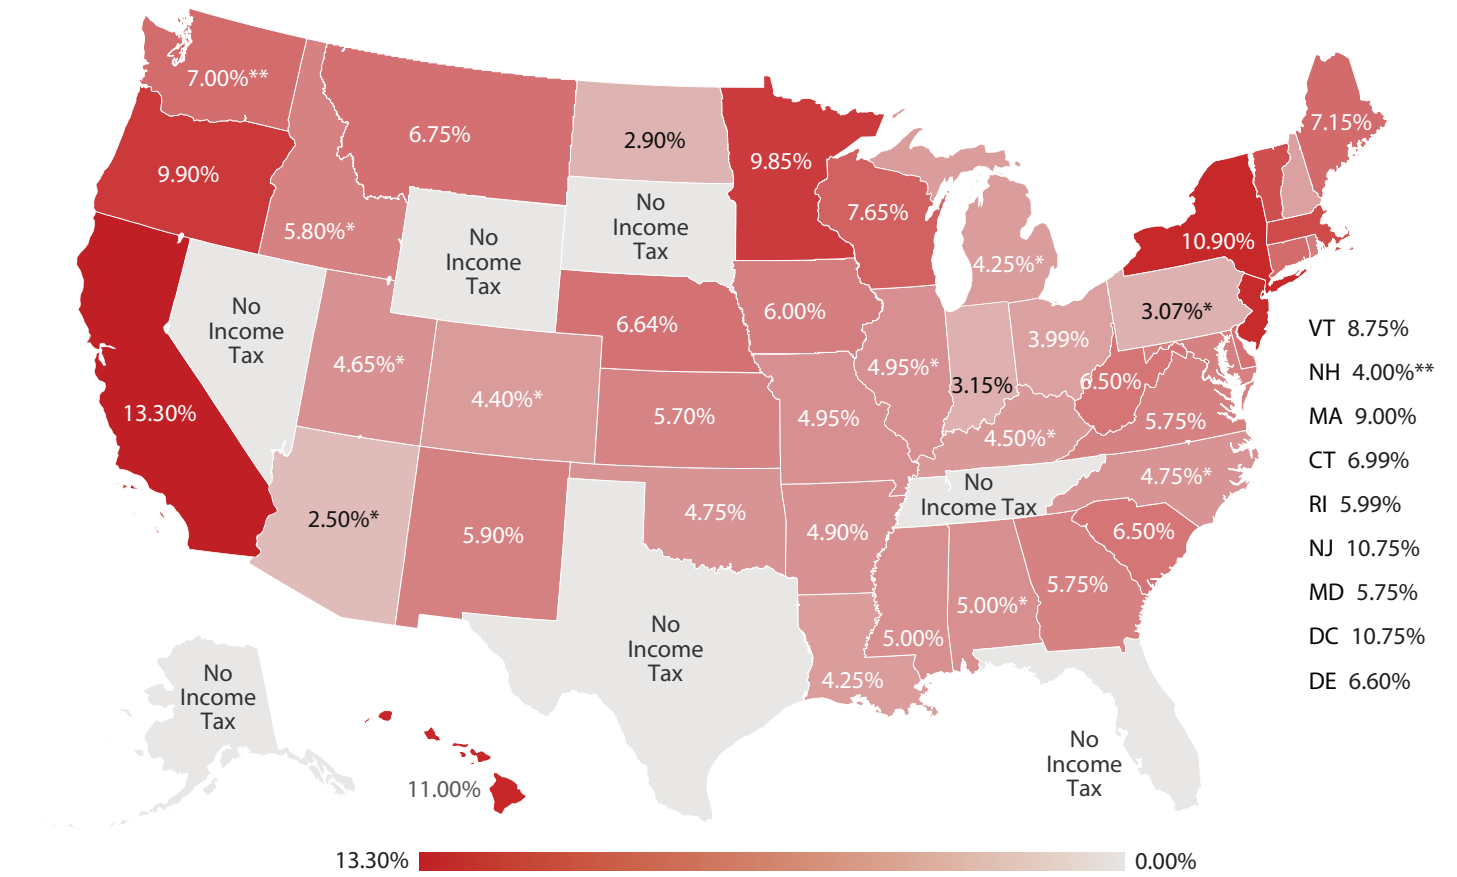 7.00%**
6.75%
2.90%
9.85%
7.15%
9.90%
7.65%
5.80%*
No
Income
Tax
No
Income
Tax
10.90%
4.25%*
No
Income
Tax
6.64%
6.00%
3.07%*
3.99%
4.65%*
4.40%*
4.95%*
3.15%
6.50%
13.30%
5.70%
4.95%
4.50%*
5.75%
2.50%*
5.90%
4.75%
4.90%
No
Income Tax
4.75%*
6.50%
5.75%
5.00%*
5.00%
4.25%
No
Income
Tax
No
Income
Tax
11.00%
No
Income
Tax
VT 8.75%
NH 4.00%**
MA 9.00%
CT 6.99%
RI 5.99%
NJ 10.75%
MD 5.75%
DC 10.75%
DE 6.60%
13.30%
0.00%